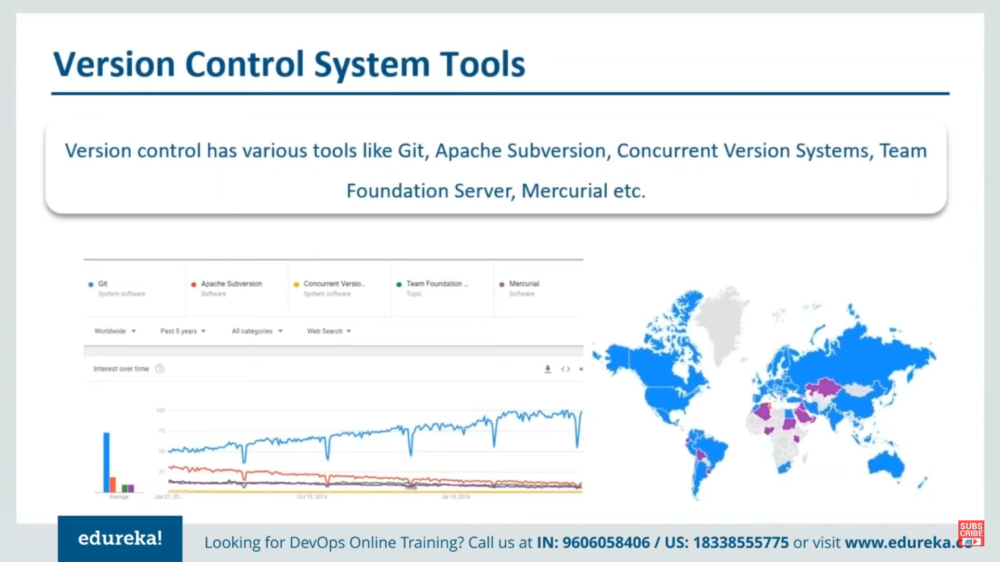 Version Control System Tools
Version control has various tools like Git, Apache Subversion, Concurrent Version Systems, Team
Foundation Server, Mercurial etc.
Git
System software
Apache Subversion
Software
Concurrent Versio...
System software
Team Foundation ...
Topic
Mercurial
Software
Worldwide
Past 5 years
All categories
Web Search
Interest over time
100
75
50
25
Note
Average
Jan 27, 20...
Oct 19, 2014
Jul 10, 2016
edureka!
Looking for DevOps Online Training? Call us at IN: 9606058406 / US: 18338555775 or visit www.edureka.co
SUBS
CRIBE
e!